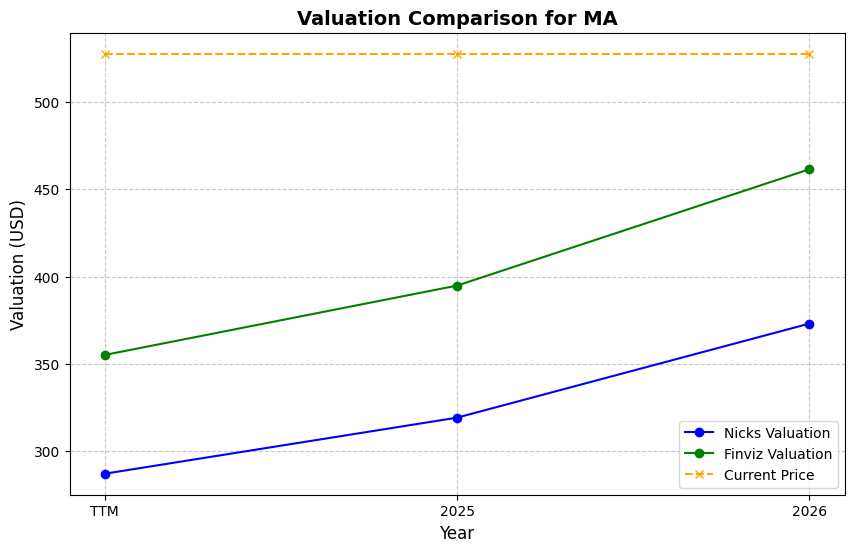 Valuation Comparison for MA
Valuation (USD)
500
450
400
350
300
TTM
2025
2026
Year
Nicks Valuation
Finviz Valuation
Current Price